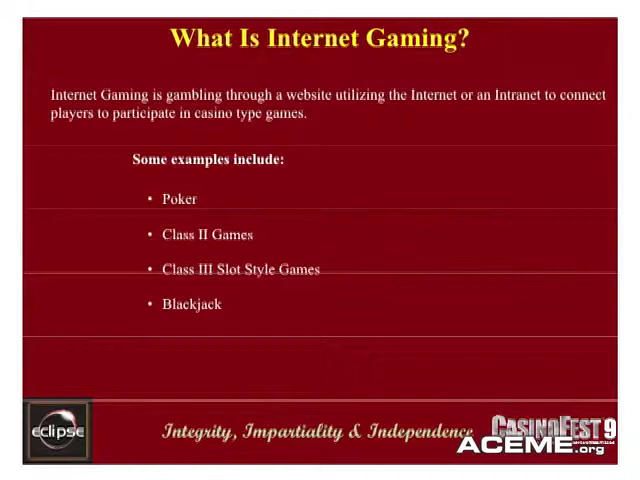 What Is Internet Gaming?
Internet Gaming is gambling through a website utilizing the Internet or an Intranet to connect
players to participate in casino type games.
Some examples include:
• Poker
• Class II Games
• Class III Slot Style Games
• Blackjack
eclipse
Integrity, Impartiality & Independence
CASINOFEST 9
ACEME.org